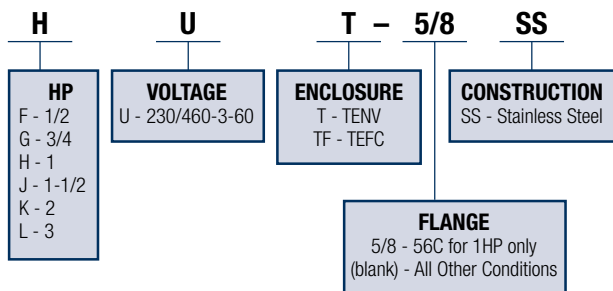 H U T – 5/8 SS
HP
F - 1/2
G - 3/4
H - 1
J - 1-1/2
K - 2
L - 3
VOLTAGE
U - 230/460-3-60
ENCLOSURE
T - TENV
TF - TEFC
CONSTRUCTION
SS - Stainless Steel
FLANGE
5/8 - 56C for 1HP only
(blank) - All Other Conditions